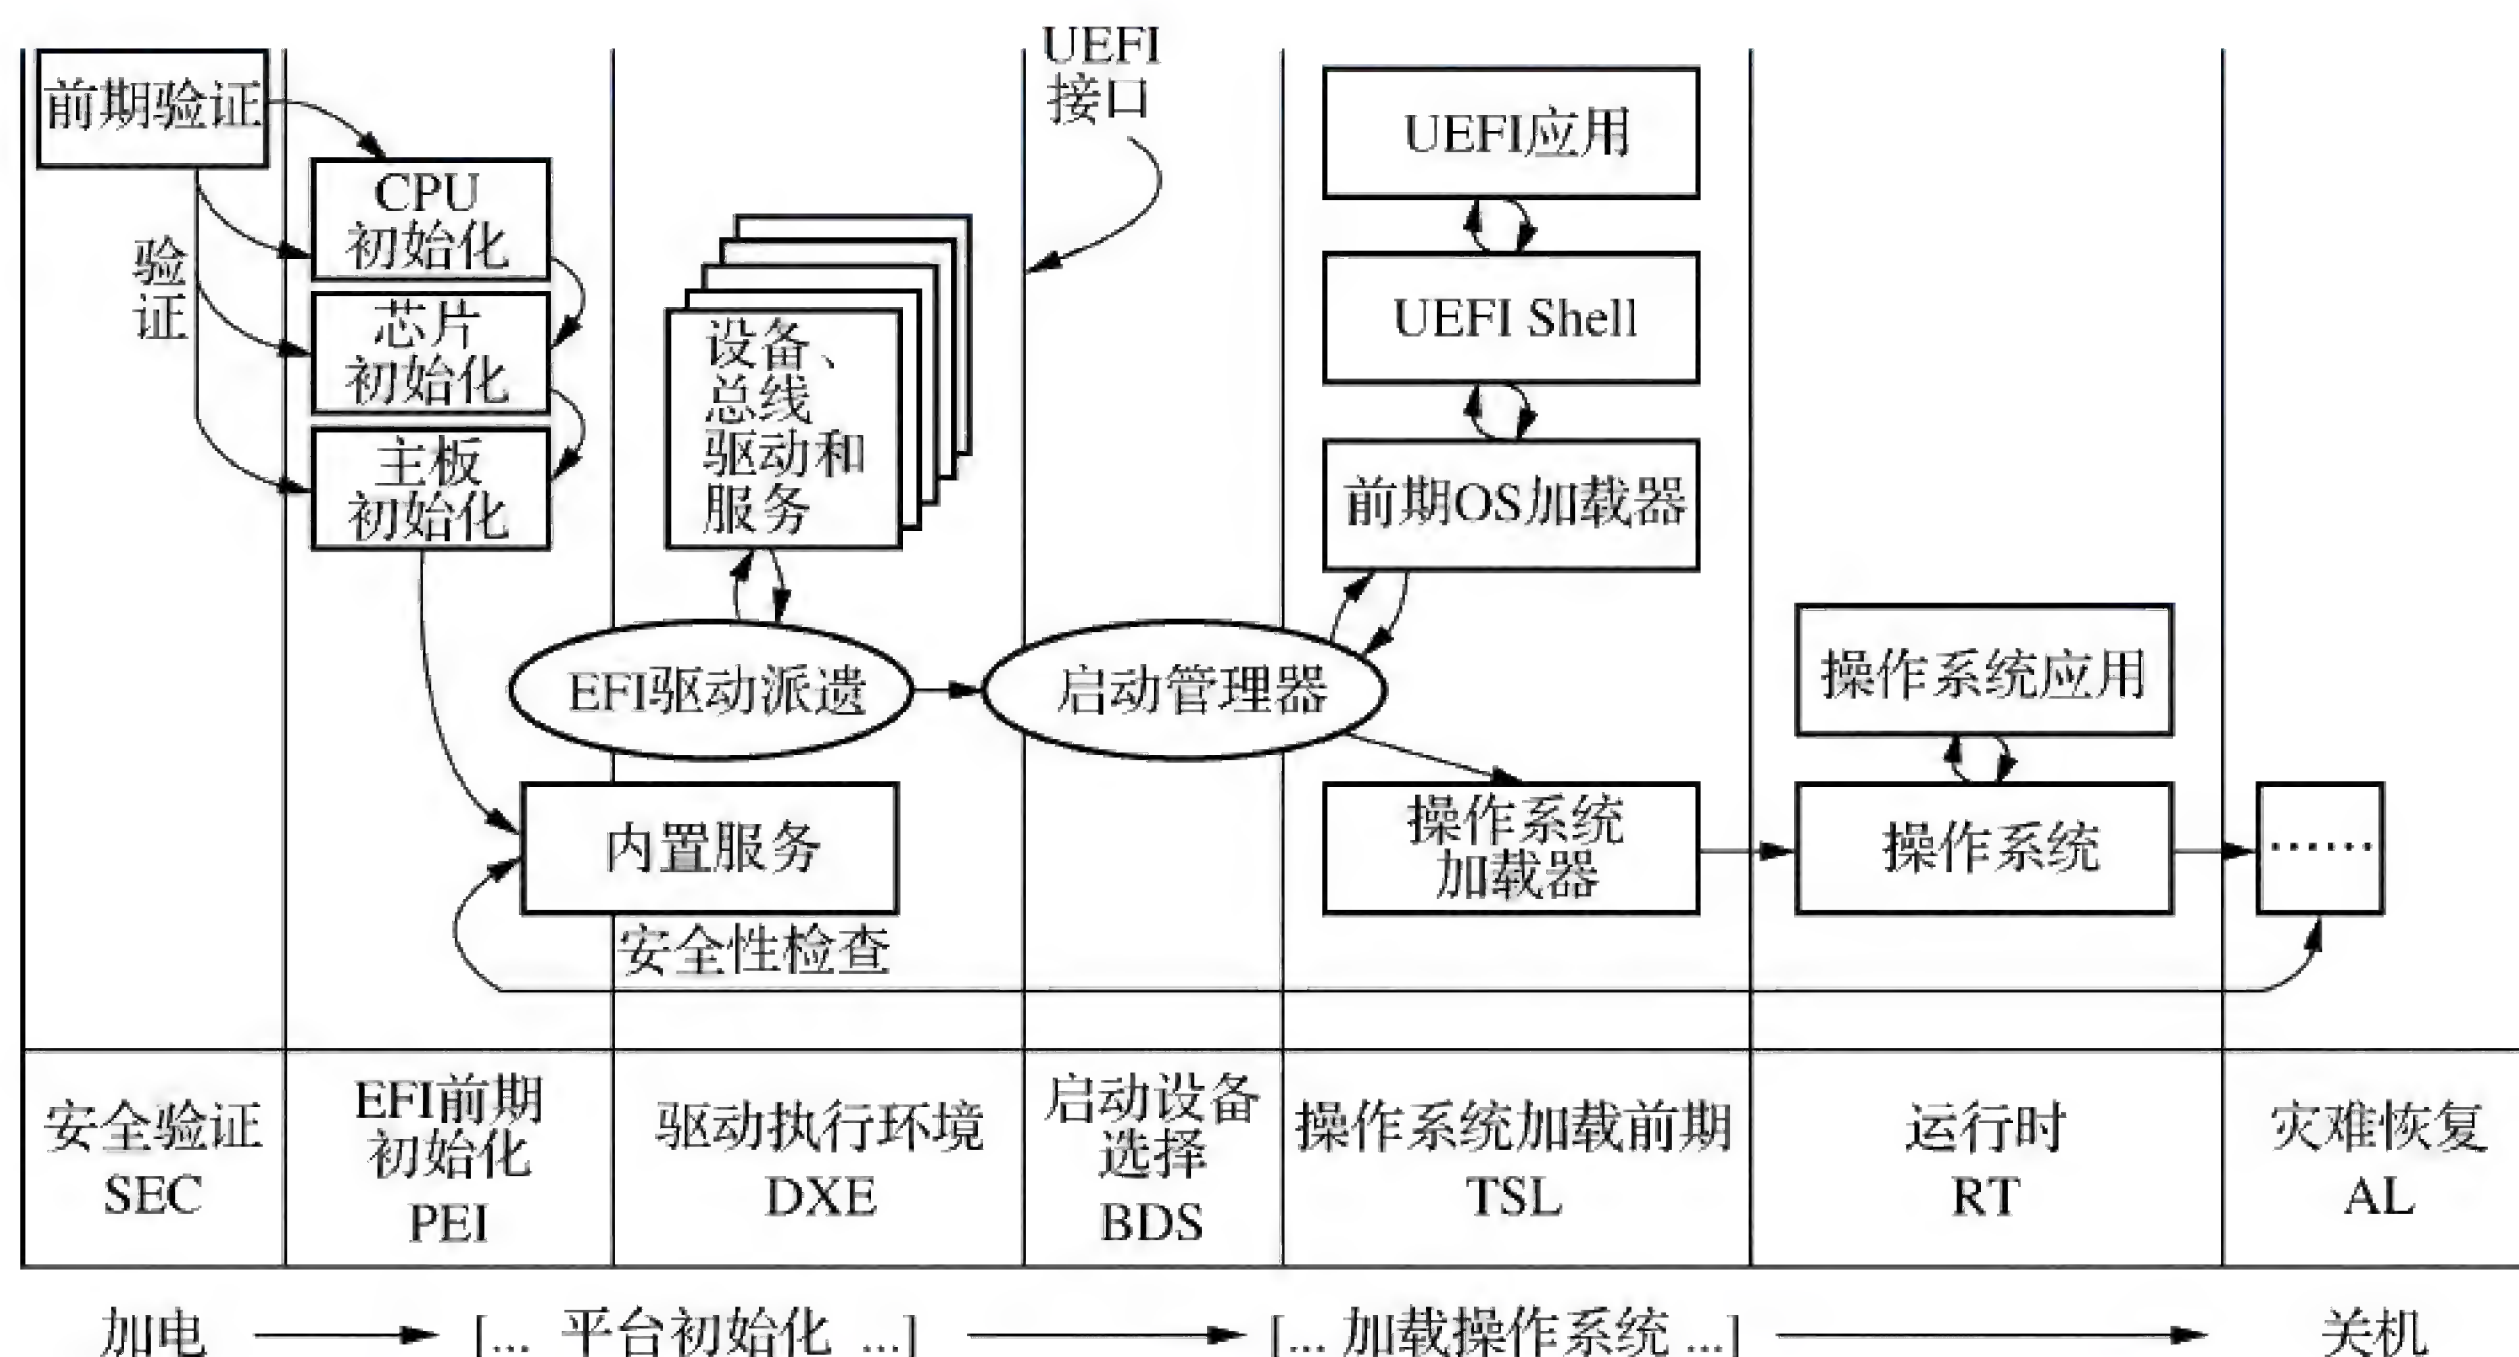 UEFI
接口
前期验证
CPU
初始化
验
证
芯片
初始化
主板
初始化
设备、
总线
驱动和
服务
UEFI应用
UEFI Shell
前期OS加载器
EFI驱动派遗
启动管理器
操作系统应用
内置服务
操作系统
加载器
操作系统
......
安全性检查
安全验证
SEC
EFI前期
初始化
PEI
驱动执行环境
DXE
启动设备
选择
BDS
操作系统加载前期
TSL
运行时
RT
灾难恢复
AL
加电 [... 平台初始化 ...] [... 加载操作系统 ...] 关机